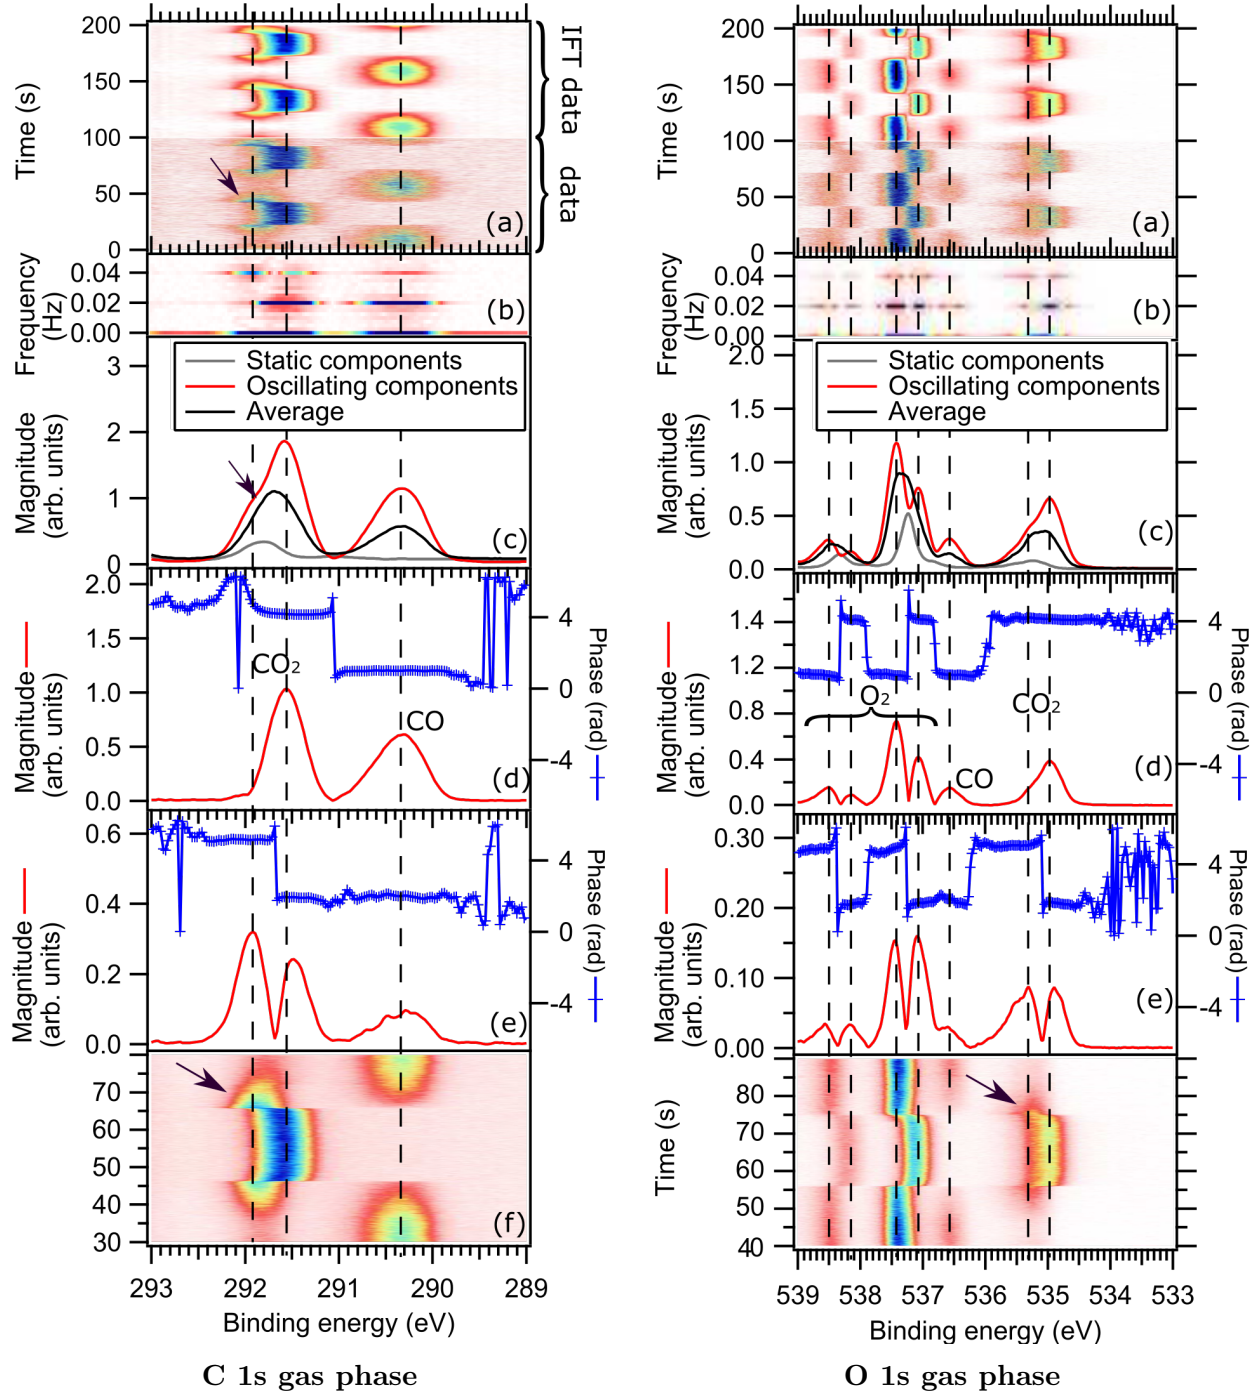 200
150
100
50
0
Time (s)
(a)
IFT data
data
0.04
0.02
0.00
Frequency
(Hz)
(b)
3
2
1
0
Magnitude
(arb. units)
Static components
Oscillating components
Average
(c)
2.0
1.5
1.0
0.5
0.0
Magnitude
(arb. units)
CO2
CO
(d)
4
0
-4
Phase (rad)
0.6
0.4
0.2
0.0
Magnitude
(arb. units)
(e)
4
0
-4
Phase (rad)
70
60
50
40
30
(f)
293 292 291 290 289
Binding energy (eV)
C 1s gas phase
200
150
100
50
0
Time (s)
(a)
0.04
0.02
0.00
Frequency
(Hz)
(b)
2.0
1.5
1.0
0.5
0.0
Magnitude
(arb. units)
Static components
Oscillating components
Average
(c)
1.4
1.2
0.8
0.4
0.0
Magnitude
(arb. units)
O2
CO
CO2
(d)
4
0
-4
Phase (rad)
0.30
0.20
0.10
0.00
Magnitude
(arb. units)
(e)
4
0
-4
Phase (rad)
80
70
60
50
40
Time (s)
539 538 537 536 535 534 533
Binding energy (eV)
O 1s gas phase